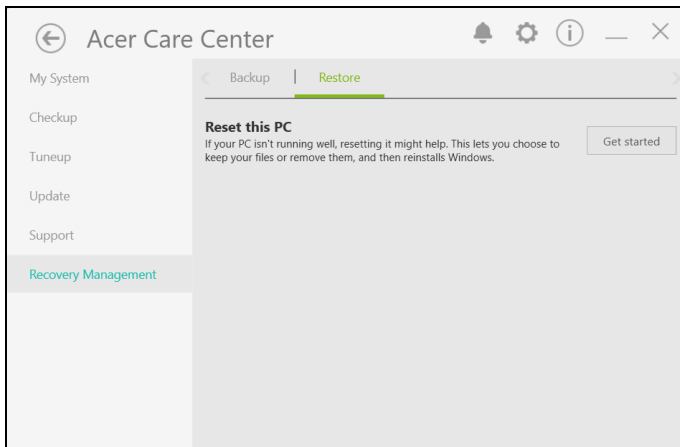 Acer Care Center
My System
Checkup
Tuneup
Update
Support
Recovery Management
Backup | Restore
Reset this PC
If your PC isn't running well, resetting it might help. This lets you choose to
keep your files or remove them, and then reinstalls Windows.
Get started